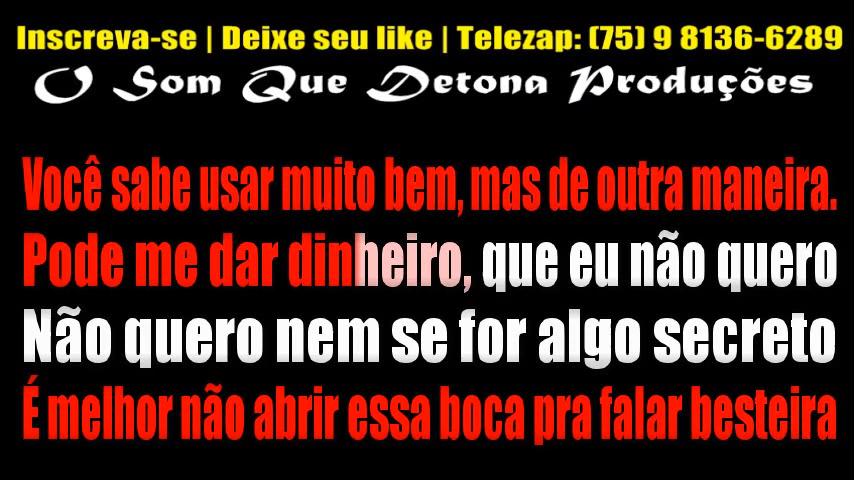 Inscreva-se | Deixe seu like | Telezap: (75) 9 8136-6289
O Som Que Detona Produções
Você sabe usar muito bem, mas de outra maneira.
Pode me dar dinheiro, que eu não quero
Não quero nem se for algo secreto
É melhor não abrir essa boca pra falar besteira